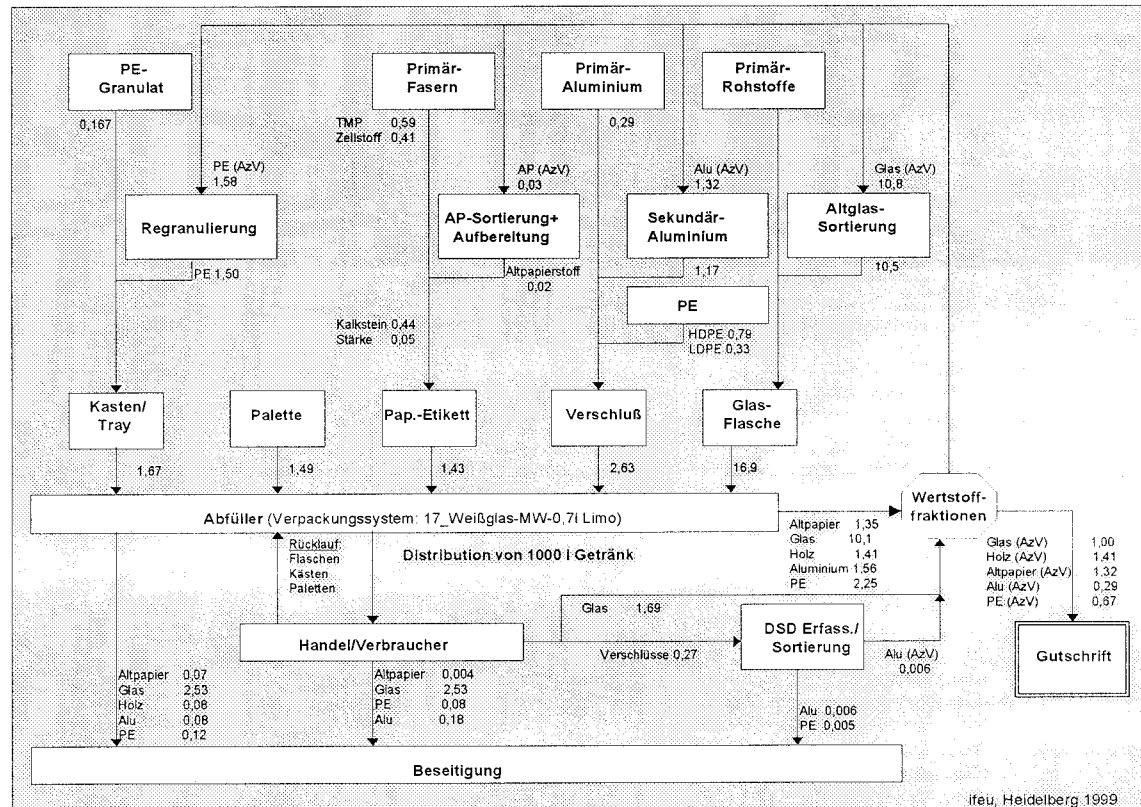 PE-
Granulat
Primär-
Fasern
Primär-
Aluminium
Primär-
Rohstoffe
0,167
TMP 0,59
Zellstoff 0,41
0,29
PE (AzV)
1,58
AP (AzV)
0,03
Alu (AzV)
1,32
Glas (AzV)
10,8
Regranulierung
AP-Sortierung+
Aufbereitung
Sekundär-
Aluminium
Altglas-
Sortierung
PE 1,50
Altpapierstoff
0,02
1,17
10,5
PE
Kalkstein 0,44
Stärke 0,05
HDPE 0,79
LDPE 0,33
Kasten/
Tray
Palette
Pap.-Etikett
Verschluß
Glas-
Flasche
1,67
1,49
1,43
2,63
16,9
Abfüller (Verpackungssystem: 17_Weißglas-MW-0,7l Limo)
Wertstoff-
fraktionen
Rücklauf:
Flaschen
Kästen
Paletten
Distribution von 1000 l Getränk
Altpapier 1,35
Glas 10,1
Holz 1,41
Aluminium 1,56
PE 2,25
Glas (AzV) 1,00
Holz (AzV) 1,41
Altpapier (AzV) 1,32
Alu (AzV) 0,29
PE (AzV) 0,67
Glas 1,69
Handel/Verbraucher
Verschlüsse 0,27
DSD Erfass./
Sortierung
Alu (AzV)
0,006
Gutschrift
Altpapier 0,07
Glas 2,53
Holz 0,08
Alu 0,08
PE 0,12
Altpapier 0,004
Glas 2,53
PE 0,08
Alu 0,18
Alu 0,006
PE 0,005
Beseitigung
ifeu, Heidelberg 1999